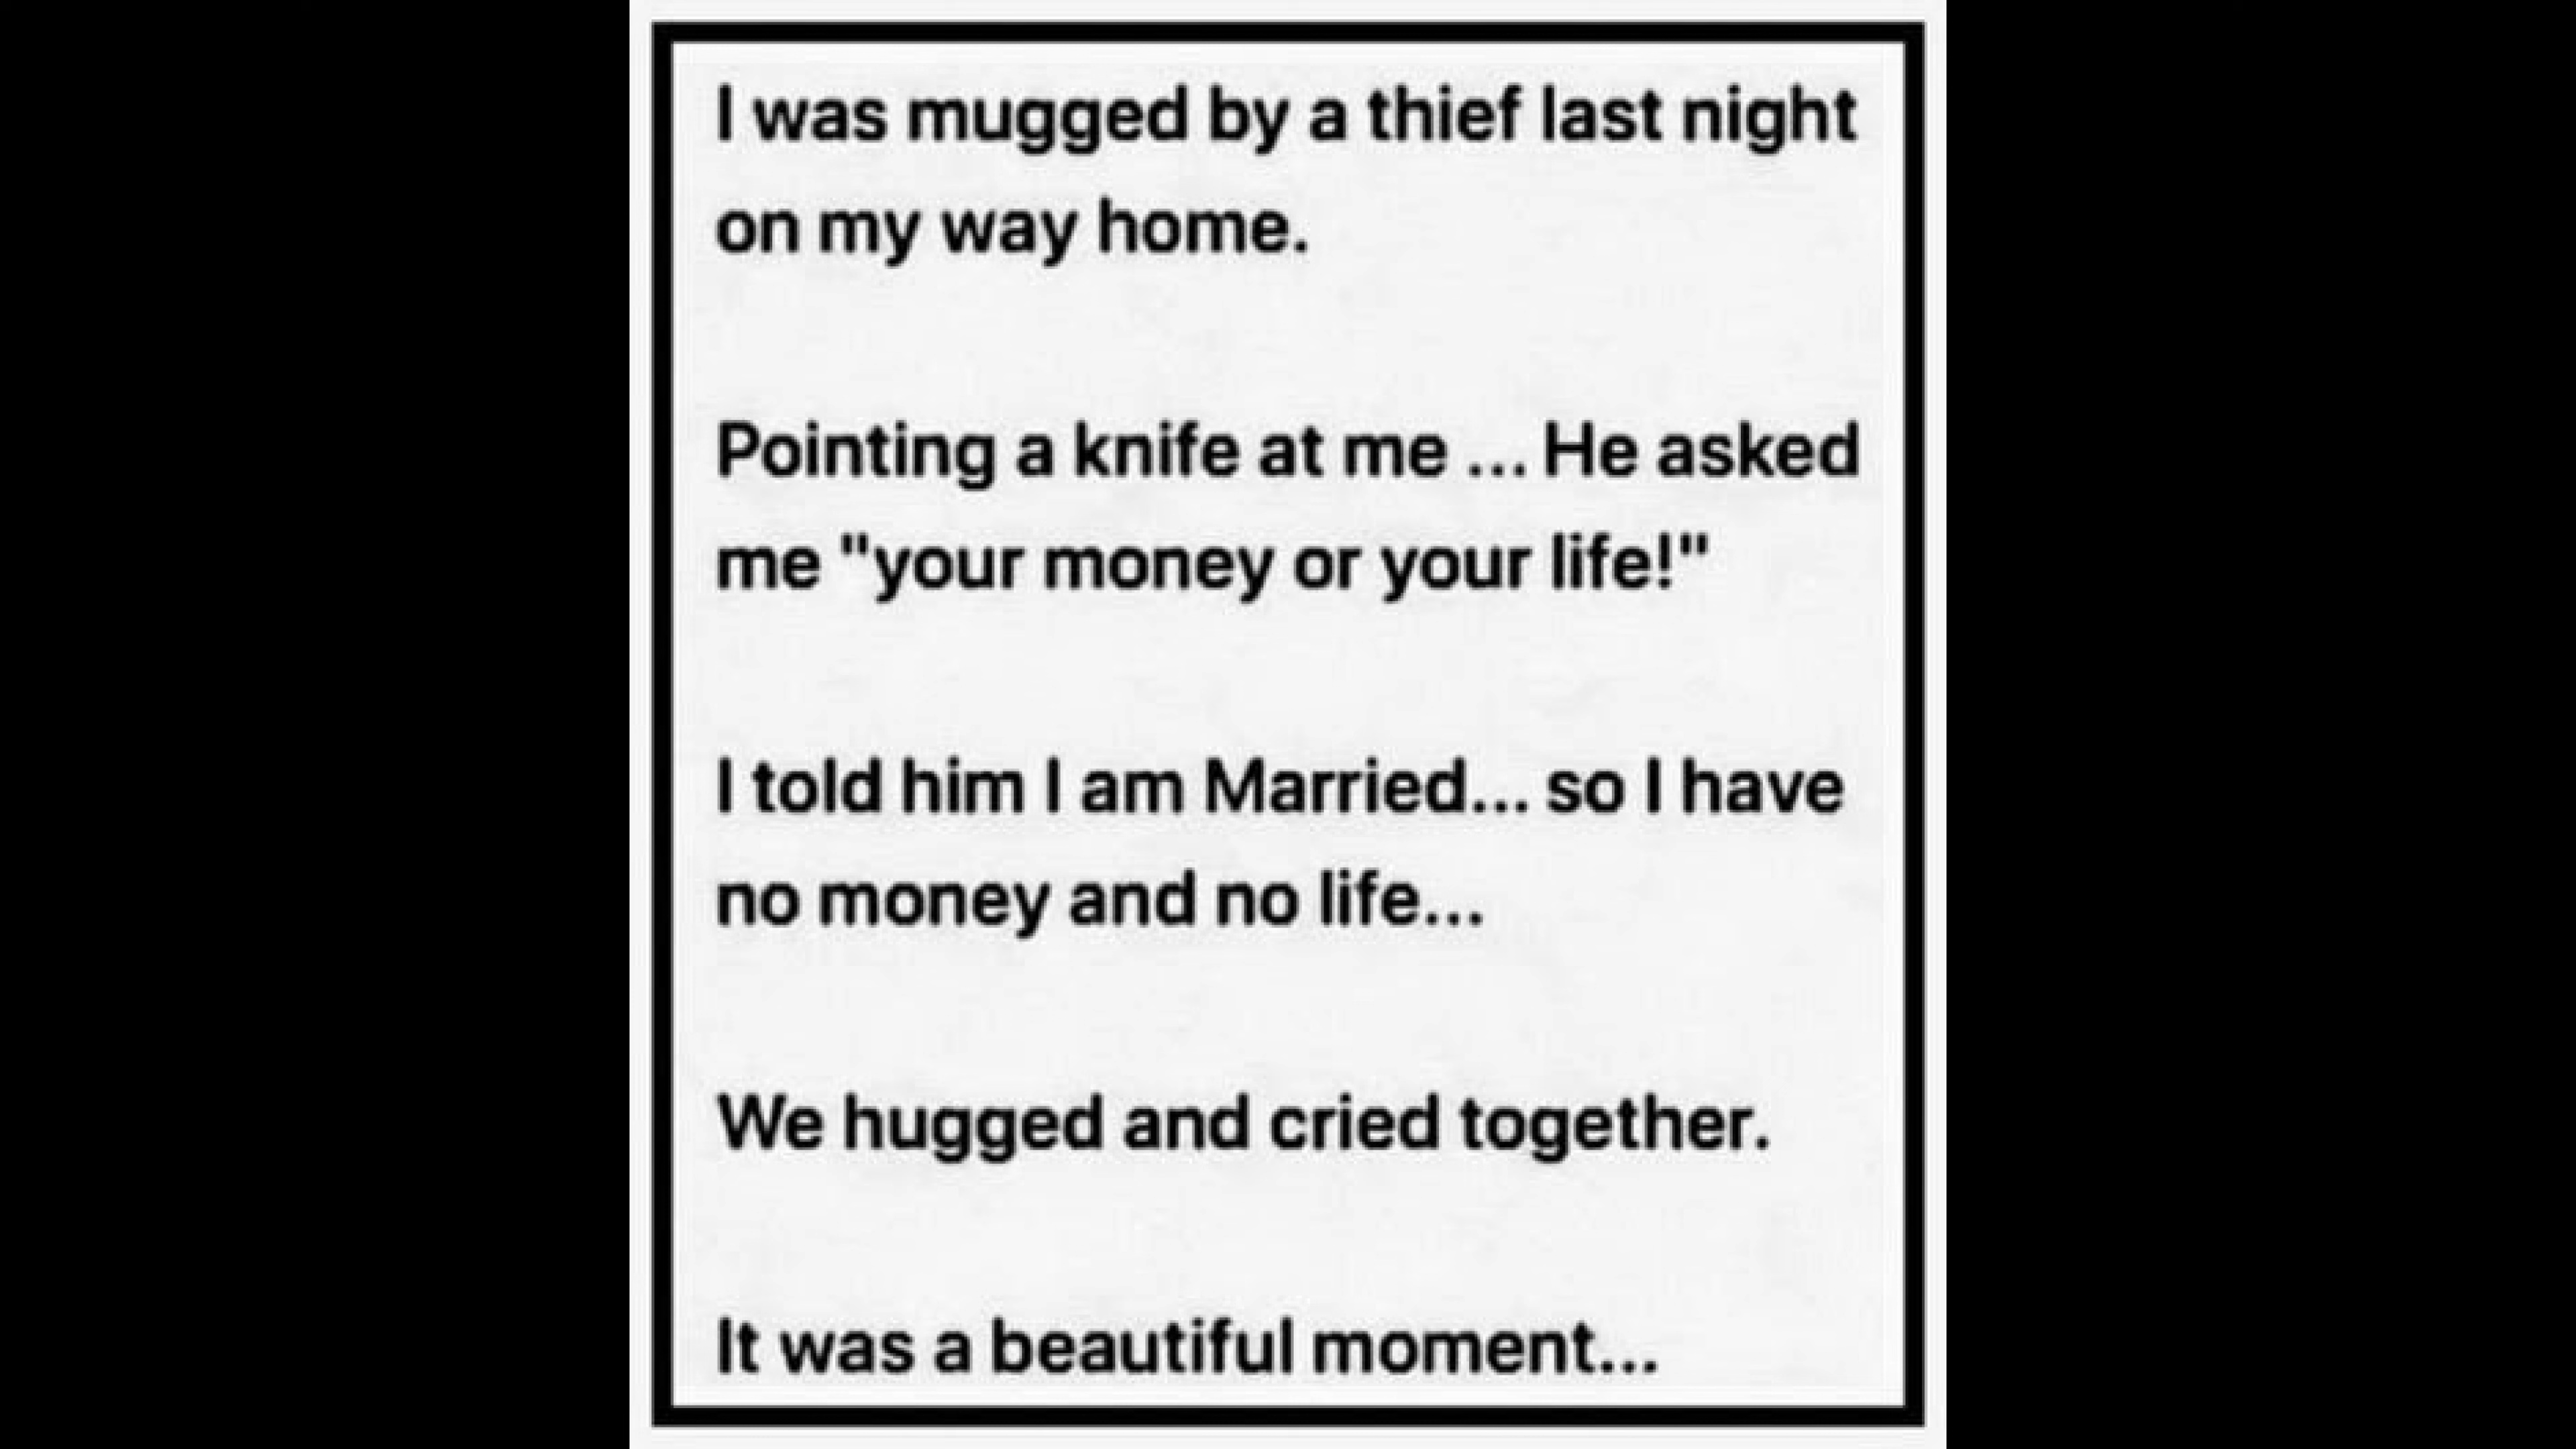 I was mugged by a thief last night
on my way home.
Pointing a knife at me ... He asked
me "your money or your life!"
I told him I am Married... so I have
no money and no life...
We hugged and cried together.
It was a beautiful moment...